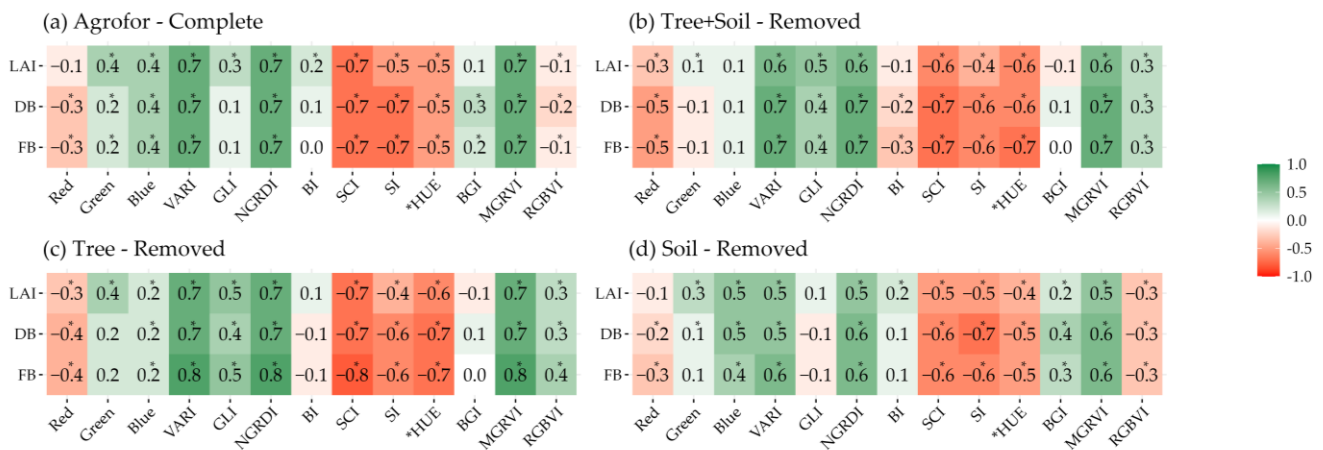 (a) Agrofor - Complete
LAI −0.1 0.4* 0.4* 0.7* 0.3* 0.7* 0.2* −0.7* −0.5* −0.5* 0.1 0.7* −0.1*
DB −0.3* 0.2* 0.4* 0.7* 0.1 0.7* 0.1 −0.7* −0.7* −0.5* 0.3* 0.7* −0.2*
FB −0.3* 0.2* 0.4* 0.7* 0.1 0.7* 0.0 −0.7* −0.7* −0.5* 0.2* 0.7* −0.1*
Red Green Blue VARI GLI NGRDI BI SCI SI *HUE BGI MGRVI RGBVI
(b) Tree+Soil - Removed
LAI −0.3* 0.1* 0.1 0.6* 0.5* 0.6* −0.1 −0.6* −0.4* −0.6* −0.1 0.6* 0.3*
DB −0.5* −0.1 0.1 0.7* 0.4* 0.7* −0.2* −0.7* −0.6* −0.6* 0.1 0.7* 0.3*
FB −0.5* −0.1 0.1 0.7* 0.4* 0.7* −0.3* −0.7* −0.6* −0.7* 0.0 0.7* 0.3*
Red Green Blue VARI GLI NGRDI BI SCI SI *HUE BGI MGRVI RGBVI
1.0
0.5
0.0
−0.5
−1.0
(c) Tree - Removed
LAI −0.3* 0.4* 0.2* 0.7* 0.5* 0.7* 0.1 −0.7* −0.4* −0.6* −0.1 0.7* 0.3*
DB −0.4* 0.2 0.2* 0.7* 0.4* 0.7* −0.1 −0.7* −0.6* −0.7* 0.1 0.7* 0.3*
FB −0.4* 0.2 0.2* 0.8* 0.5* 0.8* −0.1 −0.8* −0.6* −0.7* 0.0 0.8* 0.4*
Red Green Blue VARI GLI NGRDI BI SCI SI *HUE BGI MGRVI RGBVI
(d) Soil - Removed
LAI −0.1 0.3* 0.5* 0.5* 0.1 0.5* 0.2* −0.5* −0.5* −0.4* 0.2* 0.5* −0.3*
DB −0.2* 0.1* 0.5* 0.5* −0.1 0.6* 0.1 −0.6* −0.7* −0.5* 0.4* 0.6* −0.3*
FB −0.3* 0.1 0.4* 0.6* −0.1 0.6* 0.1 −0.6* −0.6* −0.5* 0.3* 0.6* −0.3*
Red Green Blue VARI GLI NGRDI BI SCI SI *HUE BGI MGRVI RGBVI